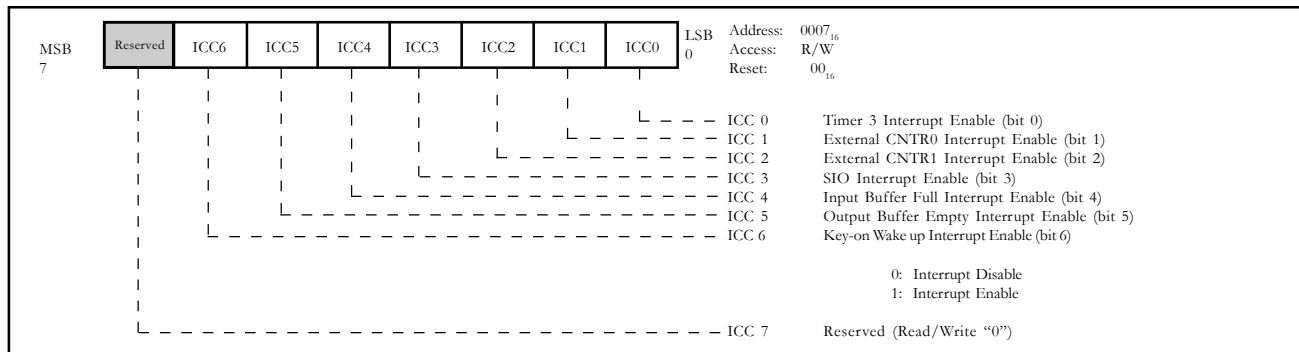 MSB
7
Reserved ICC6 ICC5 ICC4 ICC3 ICC2 ICC1 ICC0
LSB
0
Address: 0007₁₆
Access: R/W
Reset: 00₁₆
ICC 0 Timer 3 Interrupt Enable (bit 0)
ICC 1 External CNTR0 Interrupt Enable (bit 1)
ICC 2 External CNTR1 Interrupt Enable (bit 2)
ICC 3 SIO Interrupt Enable (bit 3)
ICC 4 Input Buffer Full Interrupt Enable (bit 4)
ICC 5 Output Buffer Empty Interrupt Enable (bit 5)
ICC 6 Key-on Wake up Interrupt Enable (bit 6)
0: Interrupt Disable
1: Interrupt Enable
ICC 7 Reserved (Read/Write “0”)